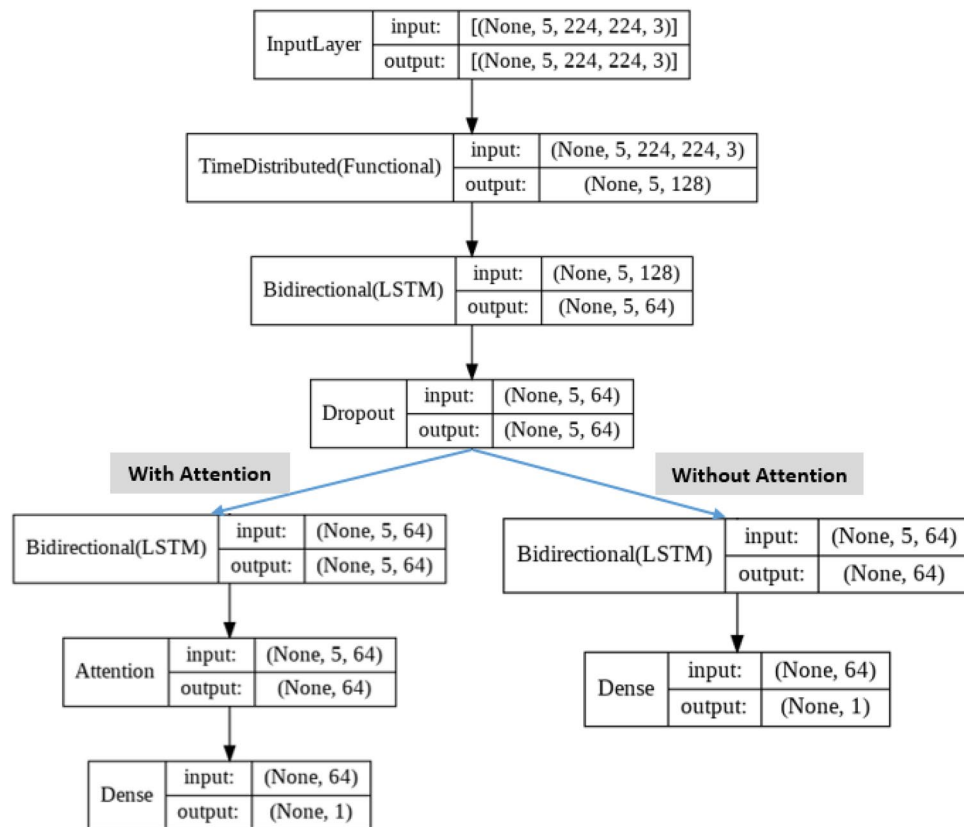 InputLayer
input: [(None, 5, 224, 224, 3)]
output: [(None, 5, 224, 224, 3)]
TimeDistributed(Functional)
input: (None, 5, 224, 224, 3)
output: (None, 5, 128)
Bidirectional(LSTM)
input: (None, 5, 128)
output: (None, 5, 64)
Dropout
input: (None, 5, 64)
output: (None, 5, 64)
With Attention
Without Attention
Bidirectional(LSTM)
input: (None, 5, 64)
output: (None, 5, 64)
Attention
input: (None, 5, 64)
output: (None, 64)
Dense
input: (None, 64)
output: (None, 1)
Bidirectional(LSTM)
input: (None, 5, 64)
output: (None, 64)
Dense
input: (None, 64)
output: (None, 1)